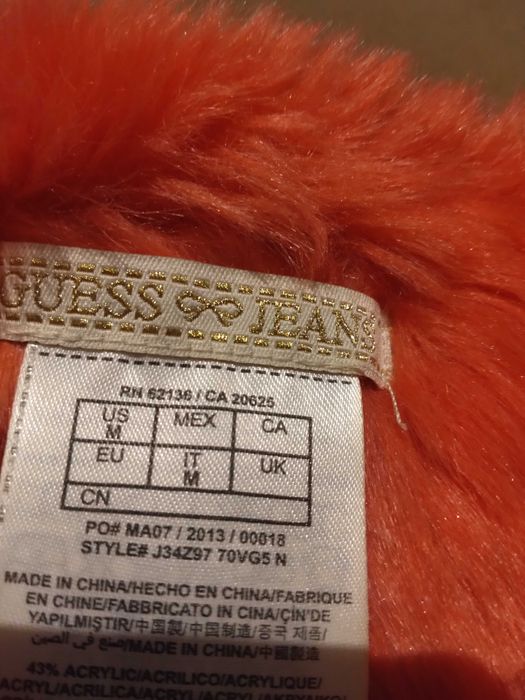 GUESS JEANS
RN 62136 / CA 20625
US M MEX CA
EU IT M UK
CN
PO# MA07 / 2013 / 00018
STYLE# J34Z97 70VG5 N
MADE IN CHINA/HECHO EN CHINA/FABRIQUE
EN CHINE/FABBRICATO IN CINA/ÇIN'DE
YAPILMIŞTIR/中国製/中国制造/중국 제품/
صنع في الصين/MADE IN CHINA/中國製
43% ACRYLIC/ACRILICO/ACRYLIQUE/